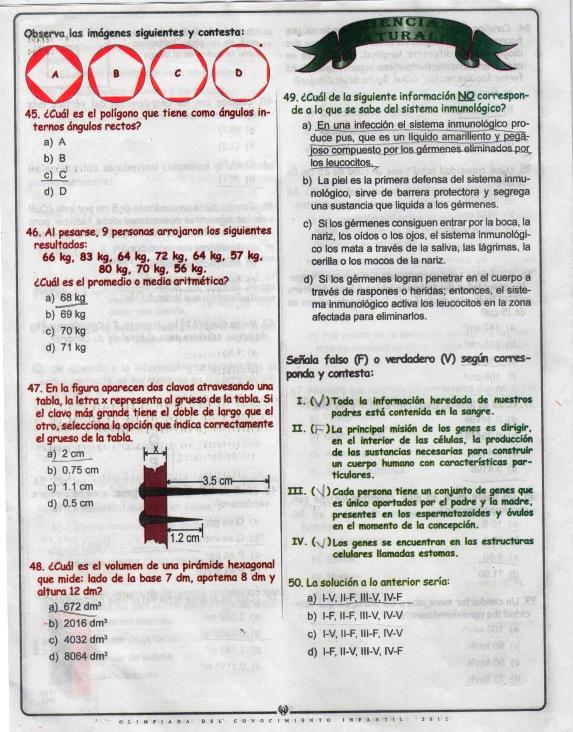 Observa las imágenes siguientes y contesta:
A
B
C
D
45. ¿Cuál es el polígono que tiene como ángulos in-
ternos ángulos rectos?
a) A
b) B
c) C
d) D
46. Al pesarse, 9 personas arrojaron los siguientes
resultados:
66 kg, 83 kg, 64 kg, 72 kg, 64 kg, 57 kg,
80 kg, 70 kg, 56 kg.
¿Cuál es el promedio o media aritmética?
a) 68 kg
b) 69 kg
c) 70 kg
d) 71 kg
47. En la figura aparecen dos clavos atravesando una
tabla, la letra x representa al grueso de la tabla. Si
el clavo más grande tiene el doble de largo que el
otro, selecciona la opción que indica correctamente
el grueso de la tabla.
a) 2 cm
b) 0.75 cm
c) 1.1 cm
d) 0.5 cm
x
3.5 cm
1.2 cm
48. ¿Cuál es el volumen de una pirámide hexagonal
que mide: lado de la base 7 dm, apotema 8 dm y
altura 12 dm?
a) 672 dm³
b) 2016 dm³
c) 4032 dm³
d) 8064 dm³
49. ¿Cuál de la siguiente información NO correspon-
de a lo que se sabe del sistema inmunológico?
a) En una infección el sistema inmunológico pro-
duce pus, que es un líquido amarillento y pega-
joso compuesto por los gérmenes eliminados por
los leucocitos.
b) La piel es la primera defensa del sistema inmu-
nológico, sirve de barrera protectora y segrega
una sustancia que liquida a los gérmenes.
c) Si los gérmenes consiguen entrar por la boca, la
nariz, los oídos o los ojos, el sistema inmunológi-
co los mata a través de la saliva, las lágrimas, la
cerilla o los mocos de la nariz.
d) Si los gérmenes logran penetrar en el cuerpo a
través de raspones o heridas; entonces, el siste-
ma inmunológico activa los leucocitos en la zona
afectada para eliminarlos.
Señala falso (F) o verdadero (V) según corres-
ponda y contesta:
I. (V) Toda la información heredada de nuestros
padres está contenida en la sangre.
II. (F) La principal misión de los genes es dirigir,
en el interior de las células, la producción
de las sustancias necesarias para construir
un cuerpo humano con características par-
ticulares.
III. (V) Cada persona tiene un conjunto de genes que
es único aportados por el padre y la madre,
presentes en los espermatozoides y óvulos
en el momento de la concepción.
IV. (V) Los genes se encuentran en las estructuras
celulares llamadas estomas.
50. La solución a lo anterior sería:
a) I-V, II-F, III-V, IV-F
b) I-F, II-F, III-V, IV-V
c) I-V, II-F, III-F, IV-V
d) I-F, II-V, III-V, IV-F
OLIMPIADA DEL CONOCIMIENTO INFANTIL 2012